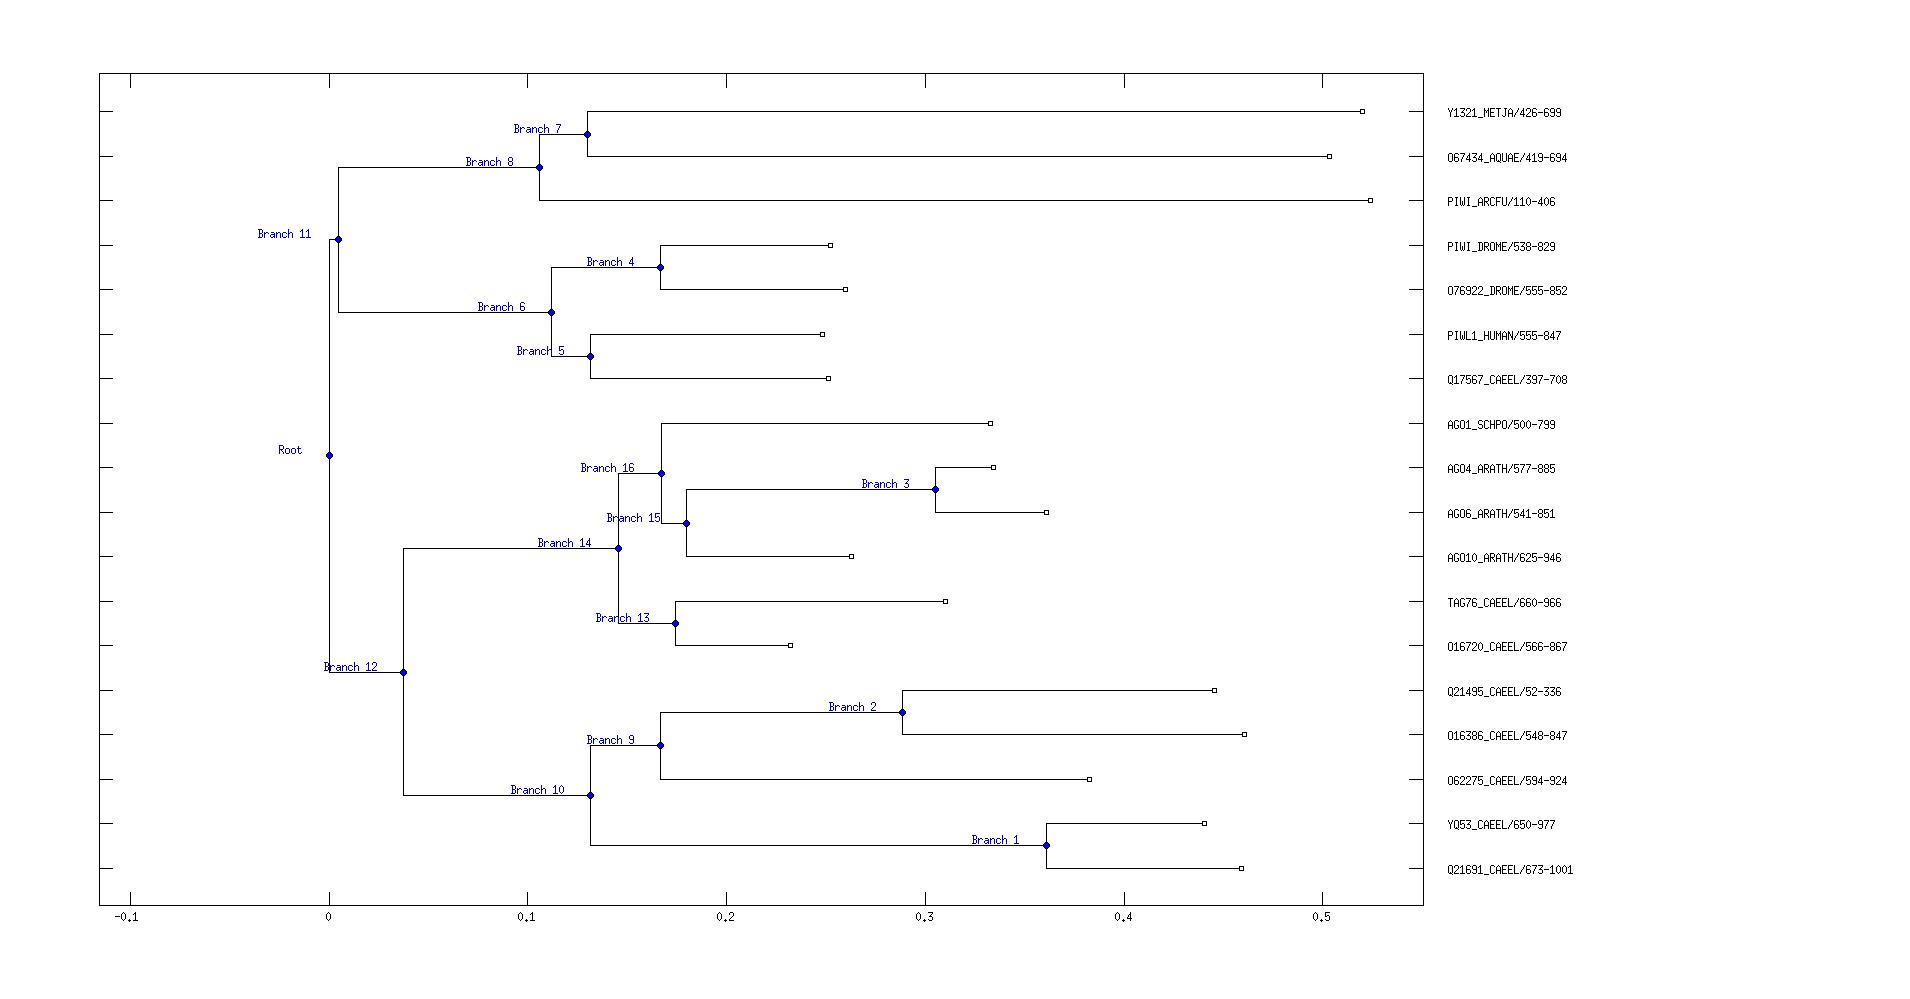 Y1321_METJA/426-699
Branch 7
O67434_AQUAE/419-694
Branch 8
PIWI_ARCFU/110-406
Branch 11
PIWI_DROME/538-829
Branch 4
O76922_DROME/555-852
Branch 6
PIWL1_HUMAN/555-847
Branch 5
Q17567_CAEEL/397-708
AGO1_SCHPO/500-799
Root
Branch 16
AGO4_ARATH/577-885
Branch 3
AGO6_ARATH/541-851
Branch 15
Branch 14
AGO10_ARATH/625-946
TAG76_CAEEL/660-966
Branch 13
O16720_CAEEL/566-867
Branch 12
Q21495_CAEEL/52-336
Branch 2
O16386_CAEEL/548-847
Branch 9
O62275_CAEEL/594-924
Branch 10
YQ53_CAEEL/650-977
Branch 1
Q21691_CAEEL/673-1001
-0.1 0 0.1 0.2 0.3 0.4 0.5